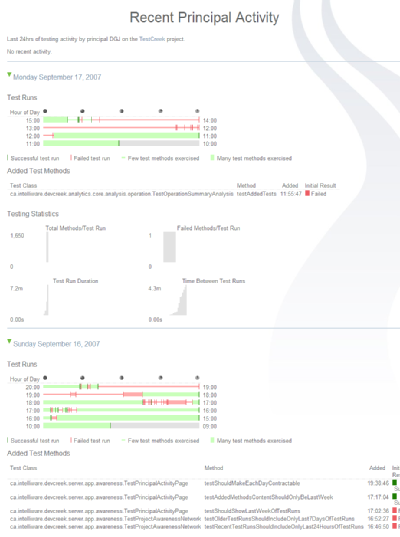 Recent Principal Activity
Last 24hrs of testing activity by principal DGJ on the TestCreek project.
No recent activity.
Monday September 17, 2007
Test Runs
Hour of Day
15:00 14:00
13:00 12:00
12:00 11:00
11:00 10:00
Successful test run Failed test run Few test methods exercised Many test methods exercised
Added Test Methods
Test Class Method Added Initial Result
ca.intelliware.devcreek.analytics.core.analysis.operation.TestOperationSummaryAnalysis testAddedTests 11:55:47 Failed
Testing Statistics
Total Methods/Test Run Failed Methods/Test Run
1,650 1
0 0
Test Run Duration Time Between Test Runs
7.2m 4.3m
0.00s 0.00s
Sunday September 16, 2007
Test Runs
Hour of Day
20:00 19:00
19:00 18:00
18:00 17:00
17:00
16:00 15:00
10:00 09:00
Successful test run Failed test run Few test methods exercised Many test methods exercised
Added Test Methods
Test Class Method Added
ca.intelliware.devcreek.server.app.awareness.TestPrincipalActivityPage testShouldMakeEachDayContractable 19:30:46
ca.intelliware.devcreek.server.app.awareness.TestPrincipalActivityPage testAddedMethodsContentShouldOnlyBeLastWeek 17:17:04
ca.intelliware.devcreek.server.app.awareness.TestPrincipalActivityPage testShouldShowLastWeekOfTestRuns 17:02:36
ca.intelliware.devcreek.server.app.awareness.TestProjectAwarenessNetwork testOlderTestRunsShouldIncludeOnlyLast7DaysOfTestRuns 16:52:27
ca.intelliware.devcreek.server.app.awareness.TestProjectAwarenessNetwork testRecentTestRunsShouldIncludeOnlyLast24HoursOfTestRuns 16:46:50